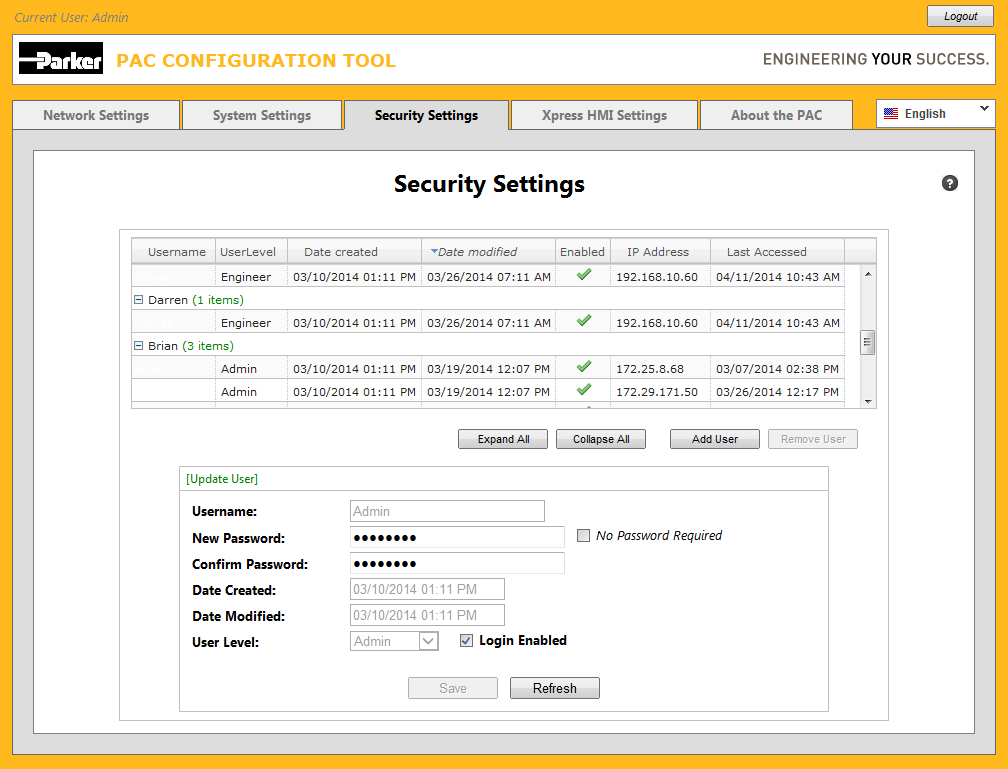 Current User: Admin
Logout
Parker
PAC CONFIGURATION TOOL
ENGINEERING YOUR SUCCESS.
Network Settings
System Settings
Security Settings
Xpress HMI Settings
About the PAC
English
Security Settings
?
Username UserLevel Date created Date modified Enabled IP Address Last Accessed
Engineer 03/10/2014 01:11 PM 03/26/2014 07:11 AM 192.168.10.60 04/11/2014 10:43 AM
Darren (1 items)
Engineer 03/10/2014 01:11 PM 03/26/2014 07:11 AM 192.168.10.60 04/11/2014 10:43 AM
Brian (3 items)
Admin 03/10/2014 01:11 PM 03/19/2014 12:07 PM 172.25.8.68 03/07/2014 02:38 PM
Admin 03/10/2014 01:11 PM 03/19/2014 12:07 PM 172.29.171.50 03/26/2014 12:17 PM
Expand All
Collapse All
Add User
Remove User
[Update User]
Username: Admin
New Password: ●●●●●●●● No Password Required
Confirm Password: ●●●●●●●●
Date Created: 03/10/2014 01:11 PM
Date Modified: 03/10/2014 01:11 PM
User Level: Admin Login Enabled
Save
Refresh